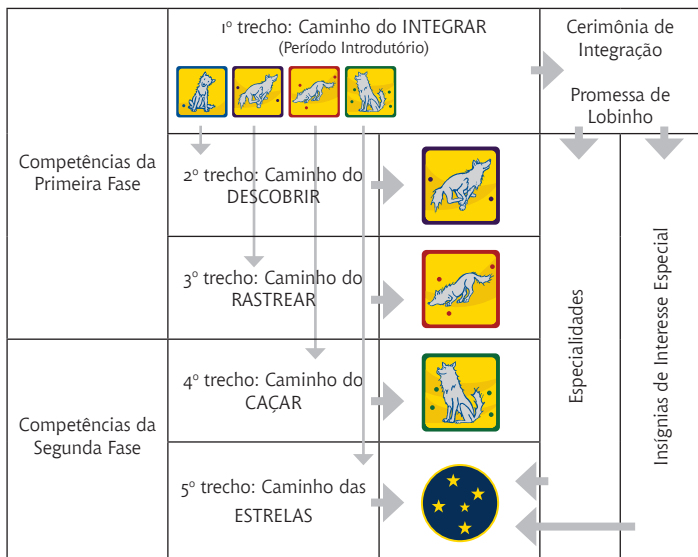 1º trecho: Caminho do INTEGRAR
(Período Introdutório)
Cerimônia de
Integração
Promessa de
Lobinho
Competências da
Primeira Fase
2º trecho: Caminho do
DESCOBRIR
3º trecho: Caminho do
RASTREAR
Competências da
Segunda Fase
4º trecho: Caminho do
CAÇAR
5º trecho: Caminho das
ESTRELAS
Especialidades
Insígnias de Interesse Especial